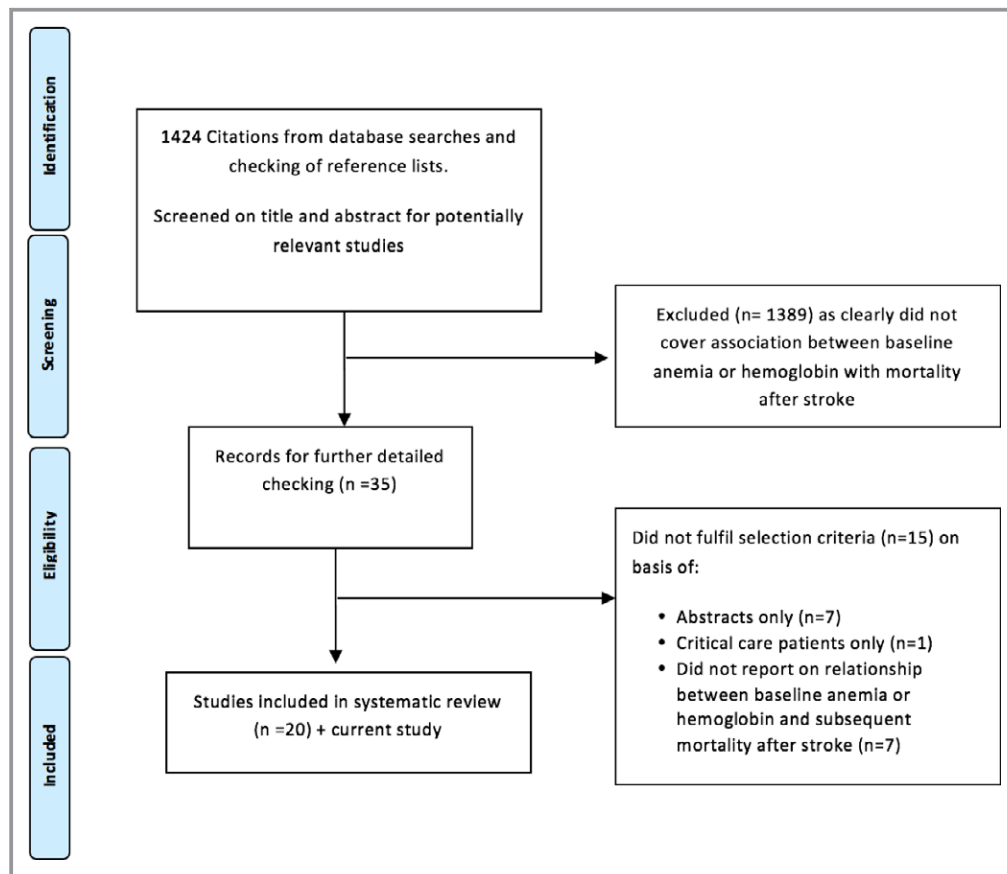 Identification
1424 Citations from database searches and
checking of reference lists.
Screened on title and abstract for potentially
relevant studies
Screening
Excluded (n= 1389) as clearly did not
cover association between baseline
anemia or hemoglobin with mortality
after stroke
Records for further detailed
checking (n =35)
Eligibility
Did not fulfil selection criteria (n=15) on
basis of:
• Abstracts only (n=7)
• Critical care patients only (n=1)
• Did not report on relationship
between baseline anemia or
hemoglobin and subsequent
mortality after stroke (n=7)
Included
Studies included in systematic review
(n =20) + current study